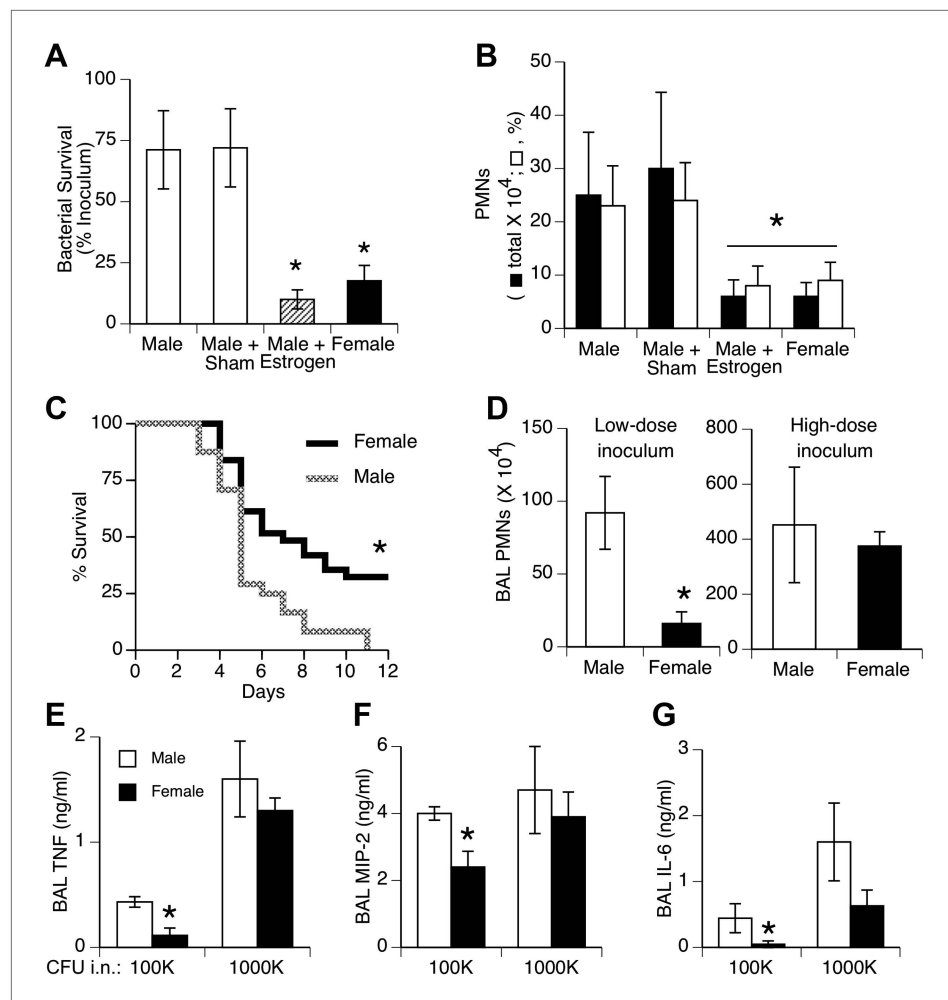 A
Bacterial Survival
(% Inoculum)
100
75
50
25
0
*
*
Male
Male +
Sham
Male +
Estrogen
Female
B
PMNs
( ■ total X 10⁴; □ , %)
50
40
30
20
10
0
*
Male
Male +
Sham
Male +
Estrogen
Female
C
% Survival
100
75
50
25
0
Female
Male
*
0 2 4 6 8 10 12
Days
D
BAL PMNs (X 10⁴)
Low-dose
inoculum
150
100
50
0
*
Male Female
High-dose
inoculum
800
600
400
200
0
Male Female
E
BAL TNF (ng/ml)
2
1
0
Male
Female
*
CFU i.n.: 100K 1000K
F
BAL MIP-2 (ng/ml)
6
4
2
0
*
100K 1000K
G
BAL IL-6 (ng/ml)
3
2
1
0
*
100K 1000K